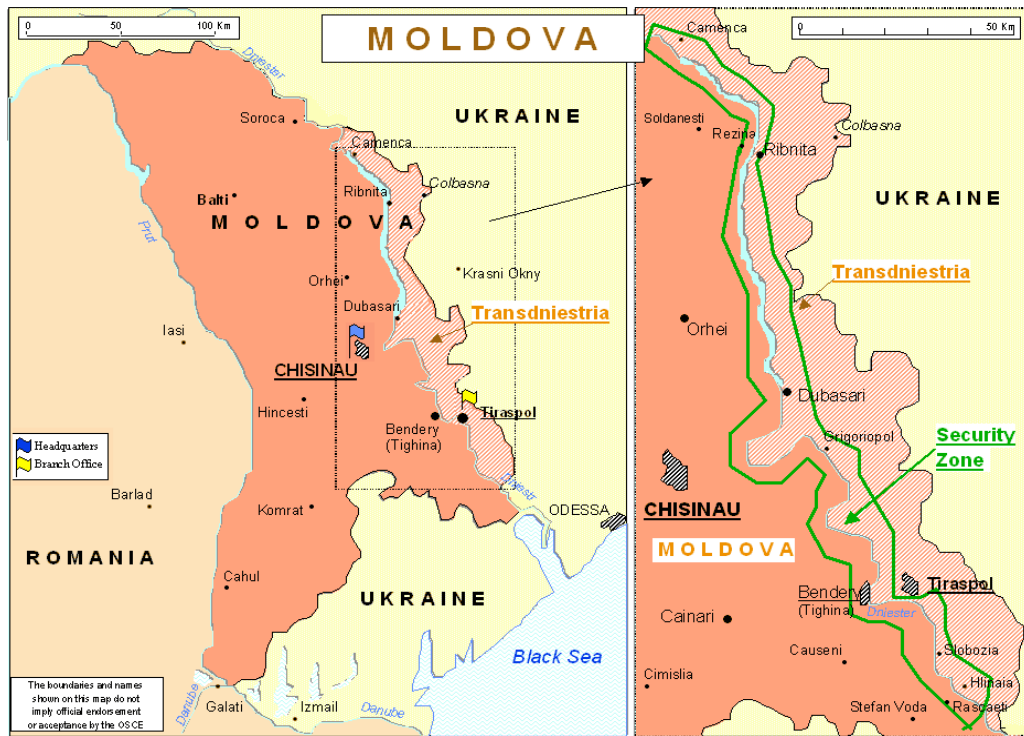 0 50 100 Km
MOLDOVA
0 50 Km
Dniester
UKRAINE
Soroca
Camenca
Ribnita
Colbasna
Balti
MOLDOVA
Prut
Krasni Okny
Orhei
Dubasari
Iasi
Transdniestria
CHISINAU
Hincesti
Tiraspol
Bendery
(Tighina)
Headquarters
Branch Office
Barlad
Dniestr
Komrat
ODESSA
ROMANIA
Cahul
UKRAINE
Black Sea
The boundaries and names
shown on this map do not
imply official endorsement
or acceptance by the OSCE
Danube
Galati
Izmail
Danube
Camenca
Soldanesti
Rezina
Colbasna
Ribnita
UKRAINE
Transdniestria
Orhei
Dubasari
Grigoriopol
Security
Zone
CHISINAU
MOLDOVA
Bendery
(Tighina)
Tiraspol
Dniester
Cainari
Causeni
Slobozia
Cimislia
Hlinaia
Stefan Voda
Rascaeti